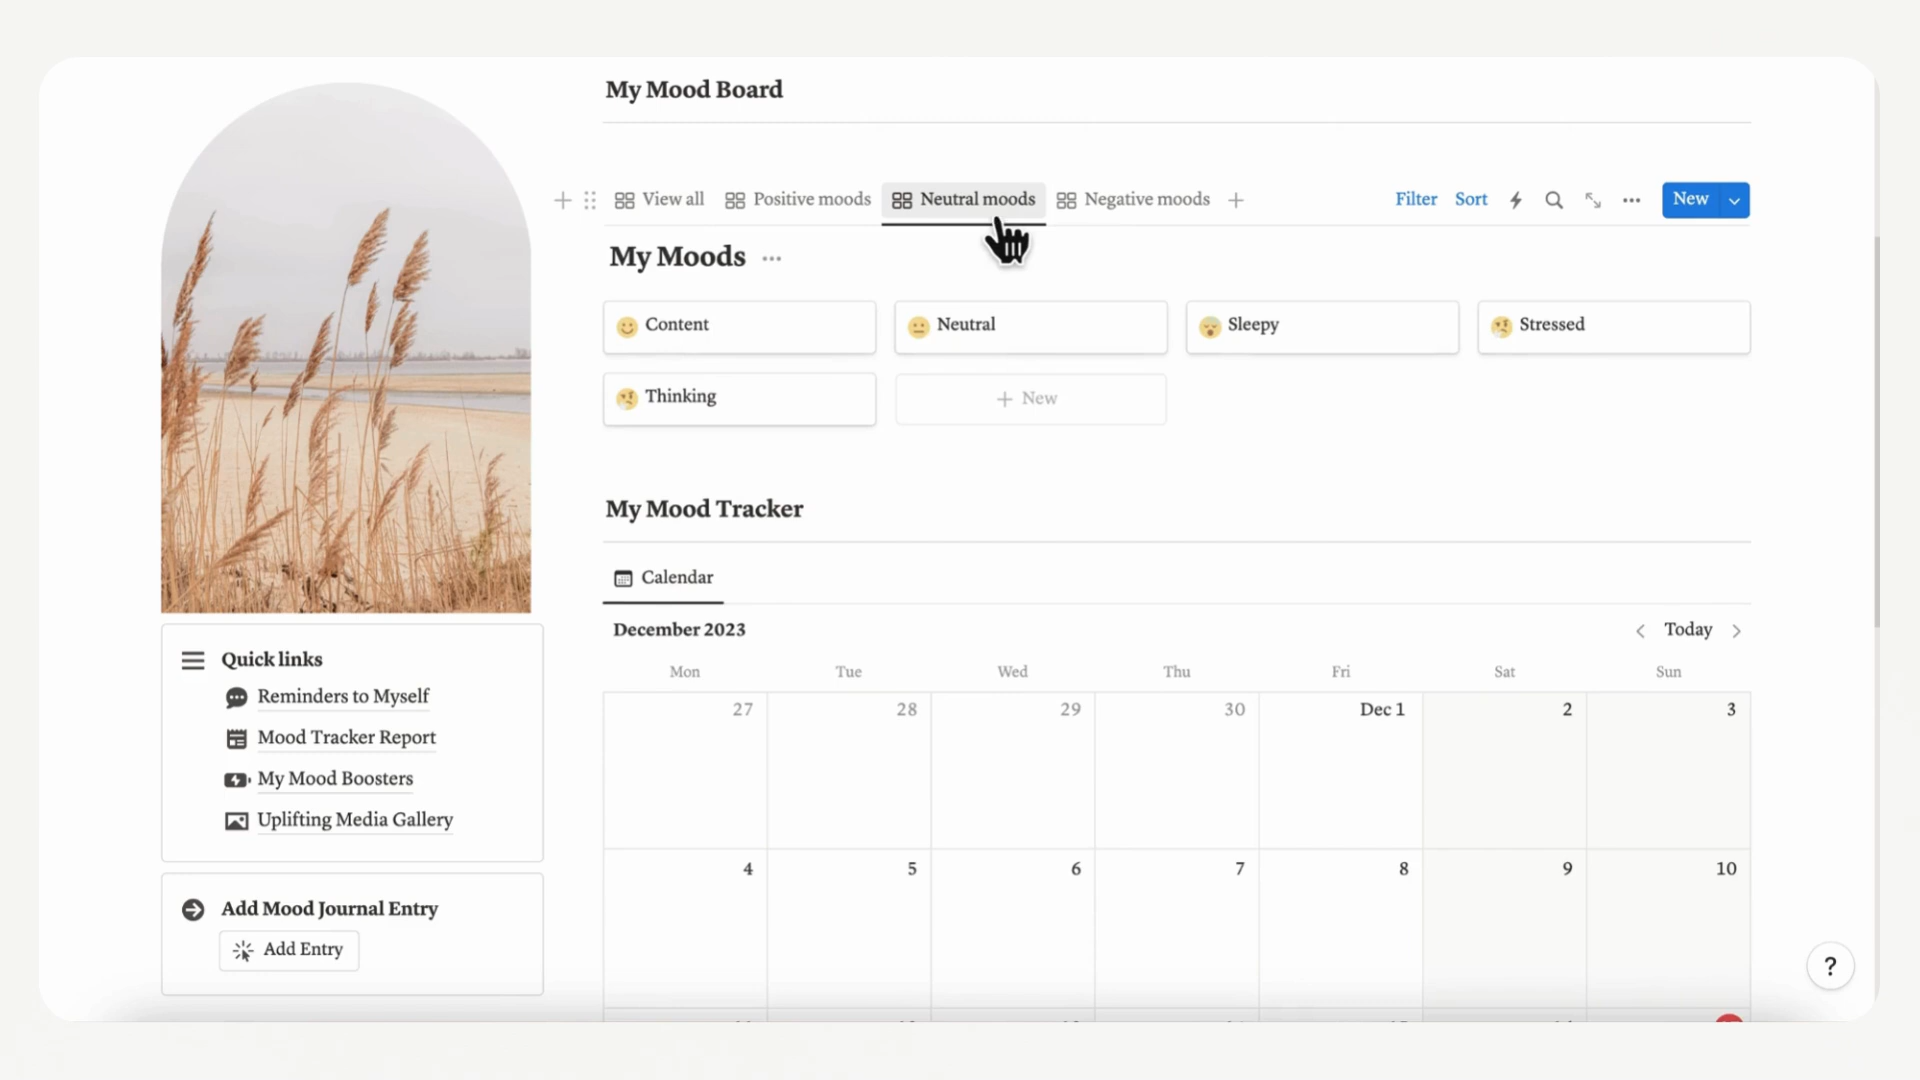 My Mood Board
View all
Positive moods
Neutral moods
Negative moods
Filter
Sort
New
My Moods
Content
Neutral
Sleepy
Stressed
Thinking
New
My Mood Tracker
Calendar
December 2023
Today
Mon Tue Wed Thu Fri Sat Sun
27 28 29 30 Dec 1 2 3
4 5 6 7 8 9 10
Quick links
Reminders to Myself
Mood Tracker Report
My Mood Boosters
Uplifting Media Gallery
Add Mood Journal Entry
Add Entry
?